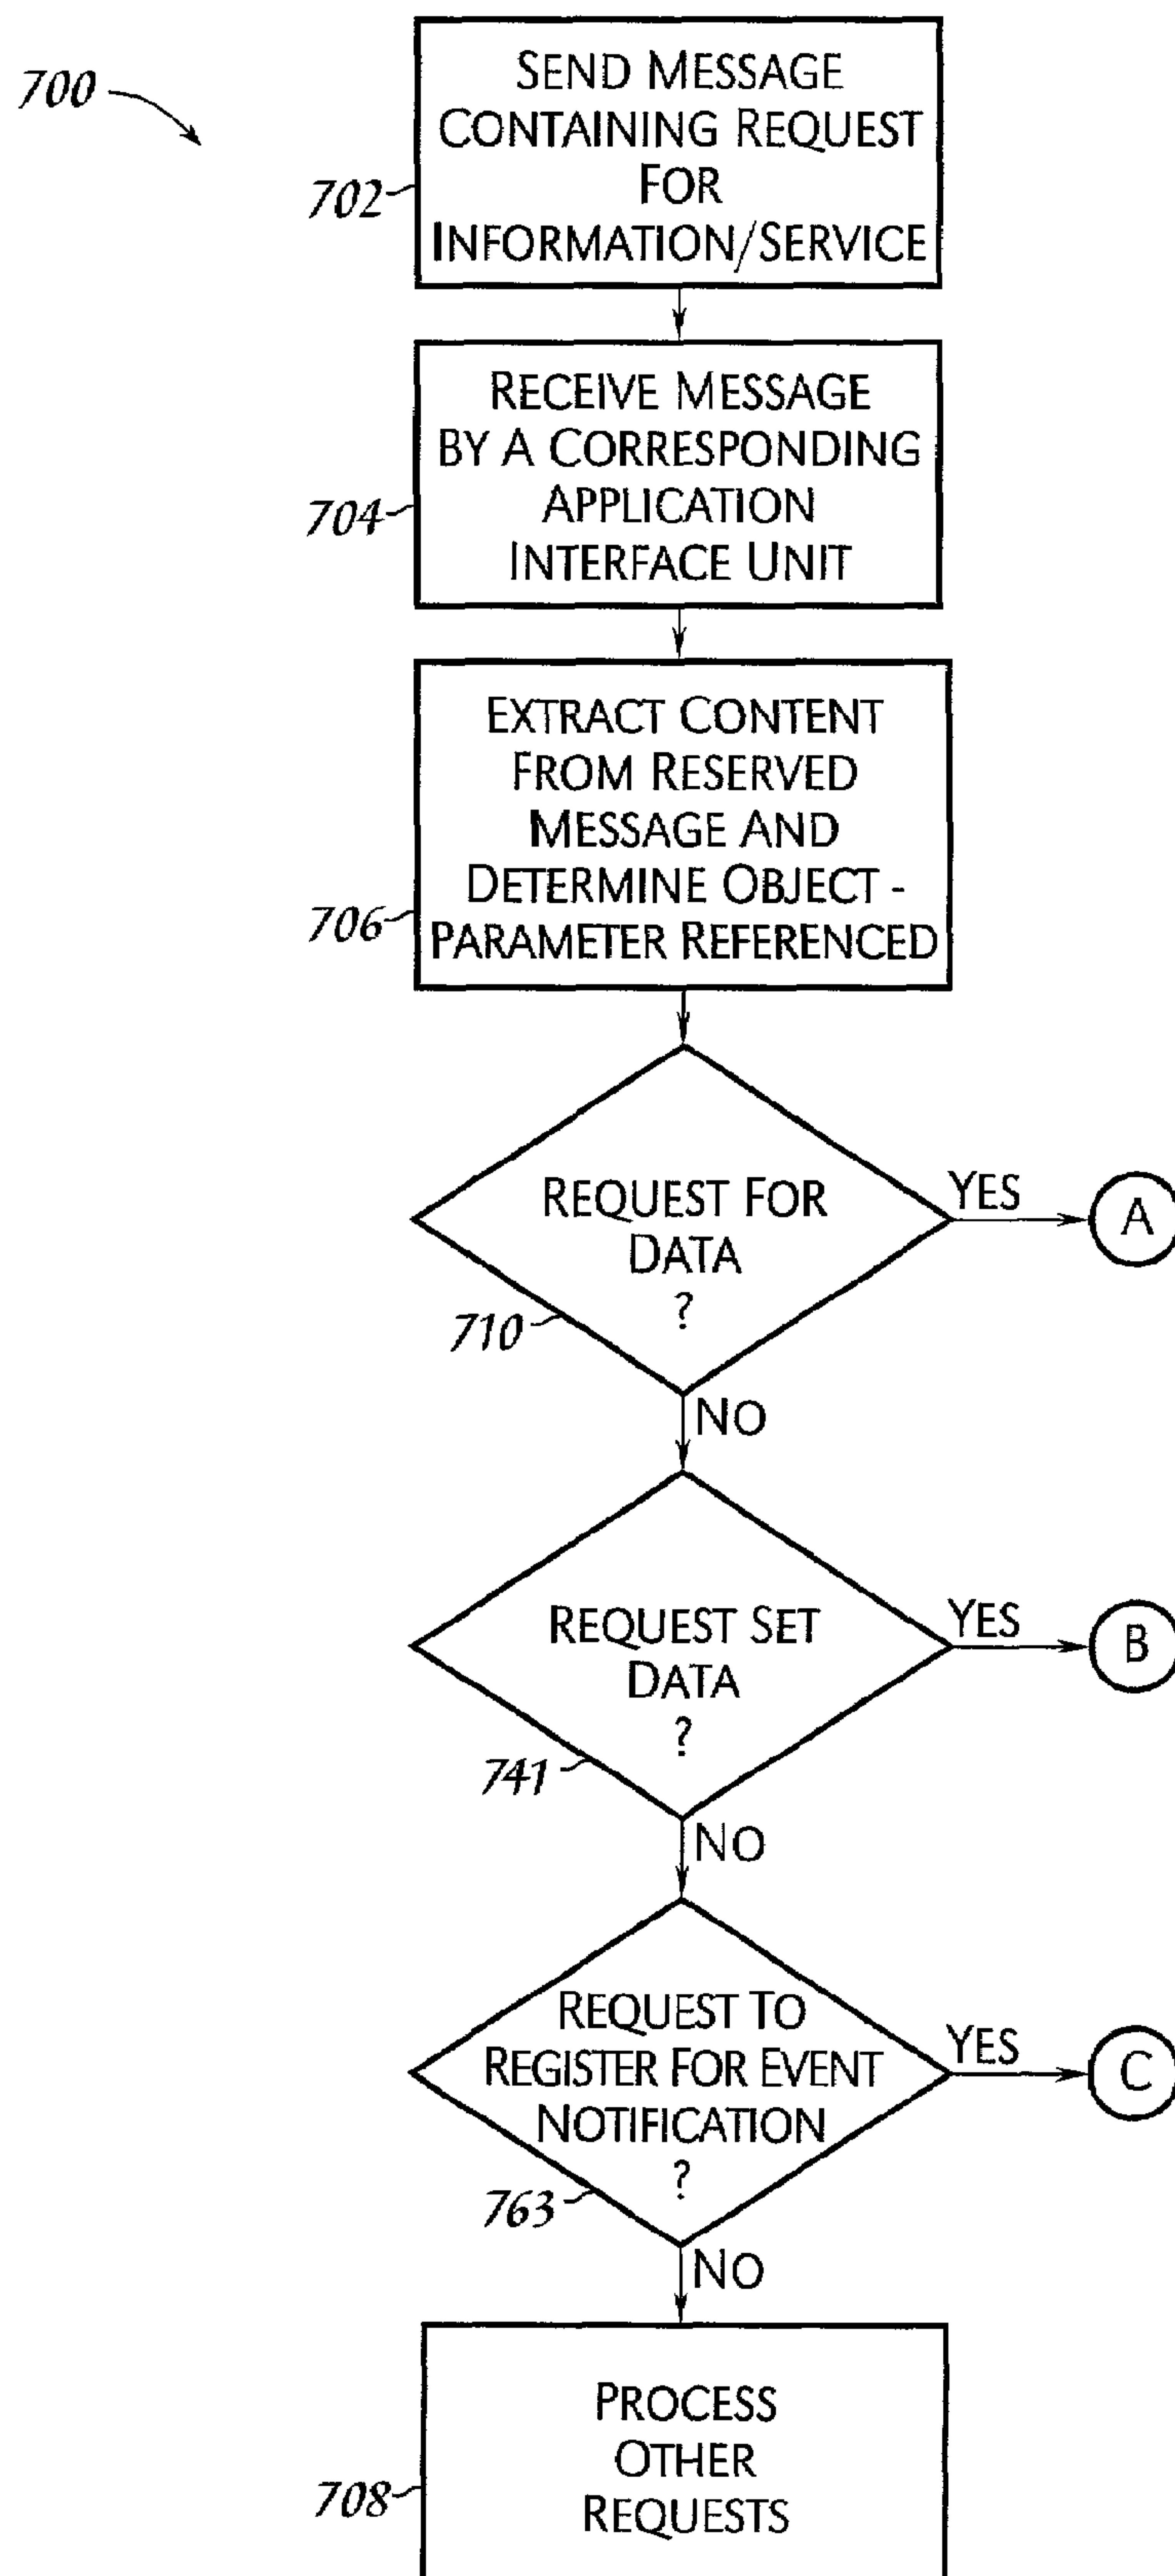 700
SEND MESSAGE
CONTAINING REQUEST
FOR
INFORMATION/SERVICE
702
RECEIVE MESSAGE
BY A CORRESPONDING
APPLICATION
INTERFACE UNIT
704
EXTRACT CONTENT
FROM RESERVED
MESSAGE AND
DETERMINE OBJECT -
PARAMETER REFERENCED
706
REQUEST FOR
DATA
?
710
YES
A
NO
REQUEST SET
DATA
?
741
YES
B
NO
REQUEST TO
REGISTER FOR EVENT
NOTIFICATION
?
763
YES
C
NO
PROCESS
OTHER
REQUESTS
708